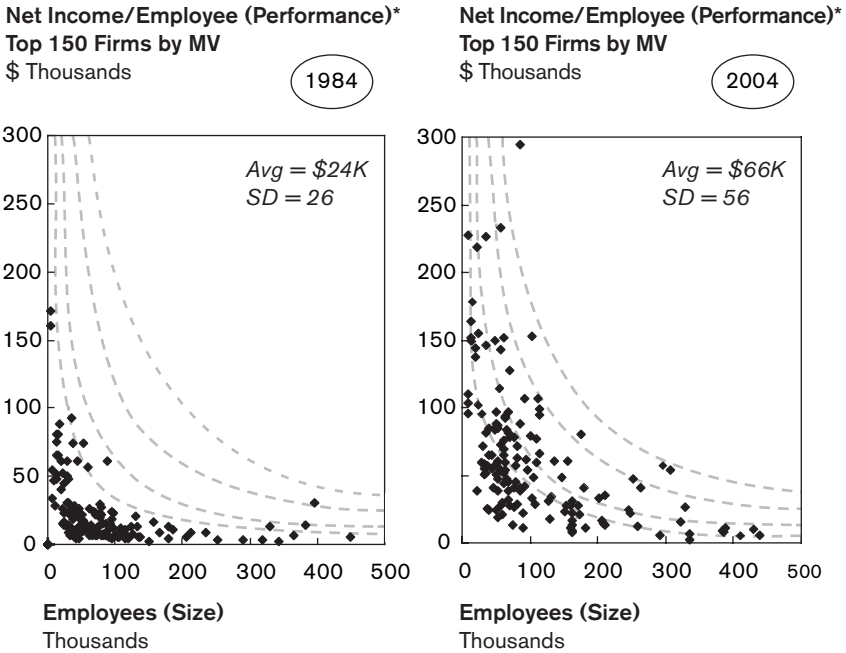 Net Income/Employee (Performance)*
Top 150 Firms by MV
$ Thousands
1984
300
250
200
150
100
50
0
Avg = $24K
SD = 26
0 100 200 300 400 500
Employees (Size)
Thousands
Net Income/Employee (Performance)*
Top 150 Firms by MV
$ Thousands
2004
300
250
200
150
100
50
0
Avg = $66K
SD = 56
0 100 200 300 400 500
Employees (Size)
Thousands